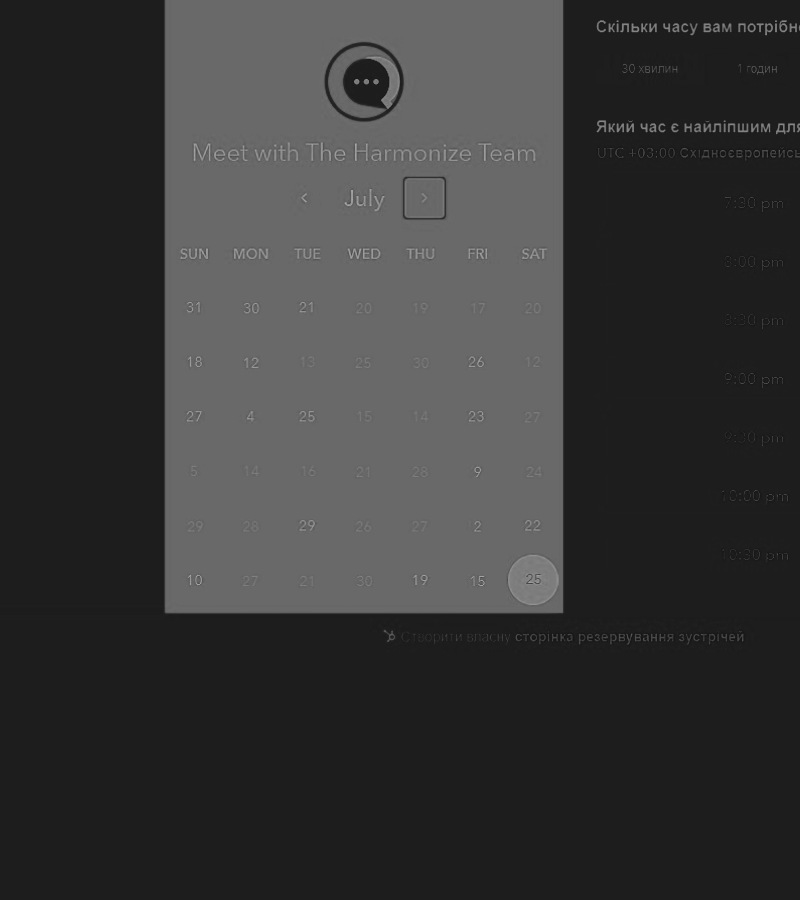 Meet with The Harmonize Team
July
SUN MON TUE WED THU FRI SAT
31 30 21 20 19 17 20
18 12 13 25 30 26 12
27 4 25 15 14 23 27
5 14 16 21 28 9 24
29 28 29 26 27 2 22
10 27 21 30 19 15 25
Скільки часу вам потрібно
30 хвилин 1 годин
Який час є найліпшим для
UTC +03:00 Східноєвропейсь
7:30 pm
8:00 pm
8:30 pm
9:00 pm
9:30 pm
10:00 pm
10:30 pm
Створити власну сторінка резервування зустрічей